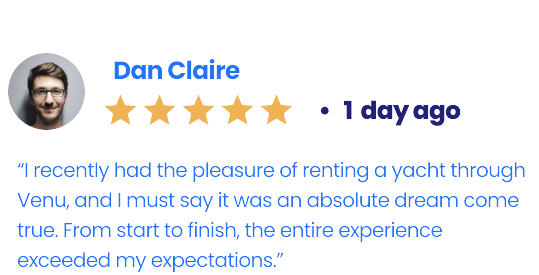 Dan Claire
• 1 day ago
“I recently had the pleasure of renting a yacht through
Venu, and I must say it was an absolute dream come
true. From start to finish, the entire experience
exceeded my expectations.”